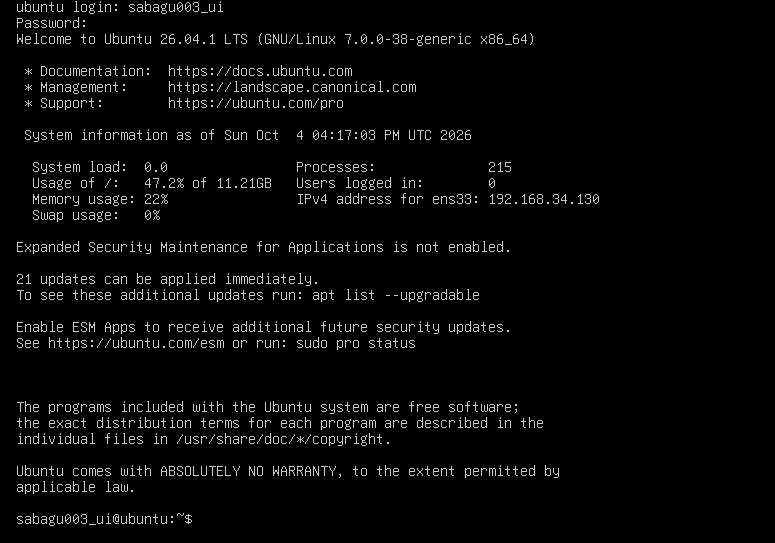 ubuntu login: sabagu003_ui
Password:
Welcome to Ubuntu 26.04.1 LTS (GNU/Linux 7.0.0-38-generic x86_64)
* Documentation:  https://docs.ubuntu.com
* Management:     https://landscape.canonical.com
* Support:        https://ubuntu.com/pro
System information as of Sun Oct  4 04:17:03 PM UTC 2026
System load:  0.0                Processes:              215
Usage of /:   47.2% of 11.21GB   Users logged in:        0
Memory usage: 22%                IPv4 address for ens33: 192.168.34.130
Swap usage:   0%
Expanded Security Maintenance for Applications is not enabled.
21 updates can be applied immediately.
To see these additional updates run: apt list --upgradable
Enable ESM Apps to receive additional future security updates.
See https://ubuntu.com/esm or run: sudo pro status
The programs included with the Ubuntu system are free software;
the exact distribution terms for each program are described in the
individual files in /usr/share/doc/*/copyright.
Ubuntu comes with ABSOLUTELY NO WARRANTY, to the extent permitted by
applicable law.
sabagu003_ui@ubuntu:~$